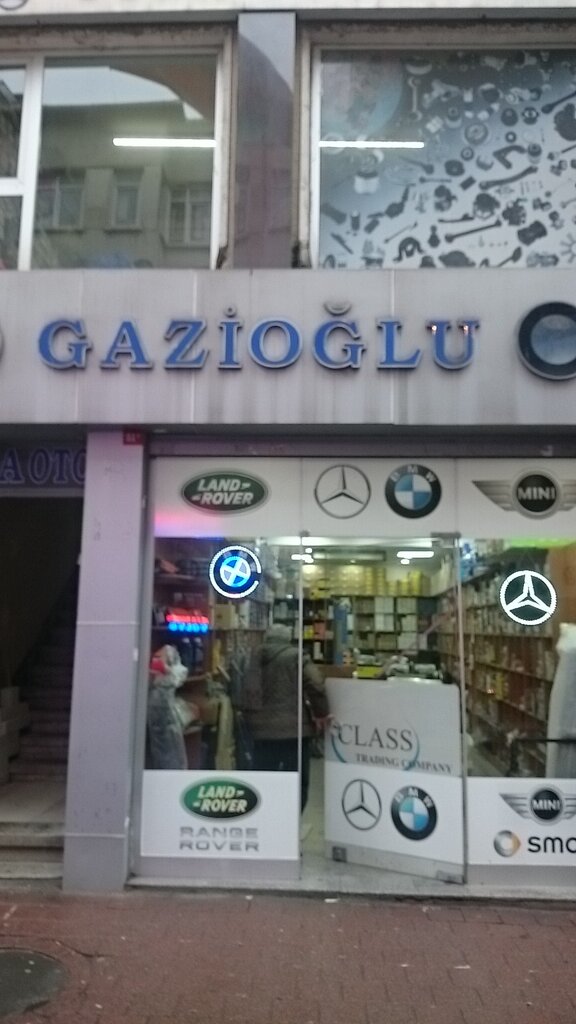 GAZİOĞLU
A OTO
LAND-
-ROVER
BMW
MINI
CLASS
TRADING COMPANY
LAND-
-ROVER
RANGE
ROVER
BMW
MINI
sma